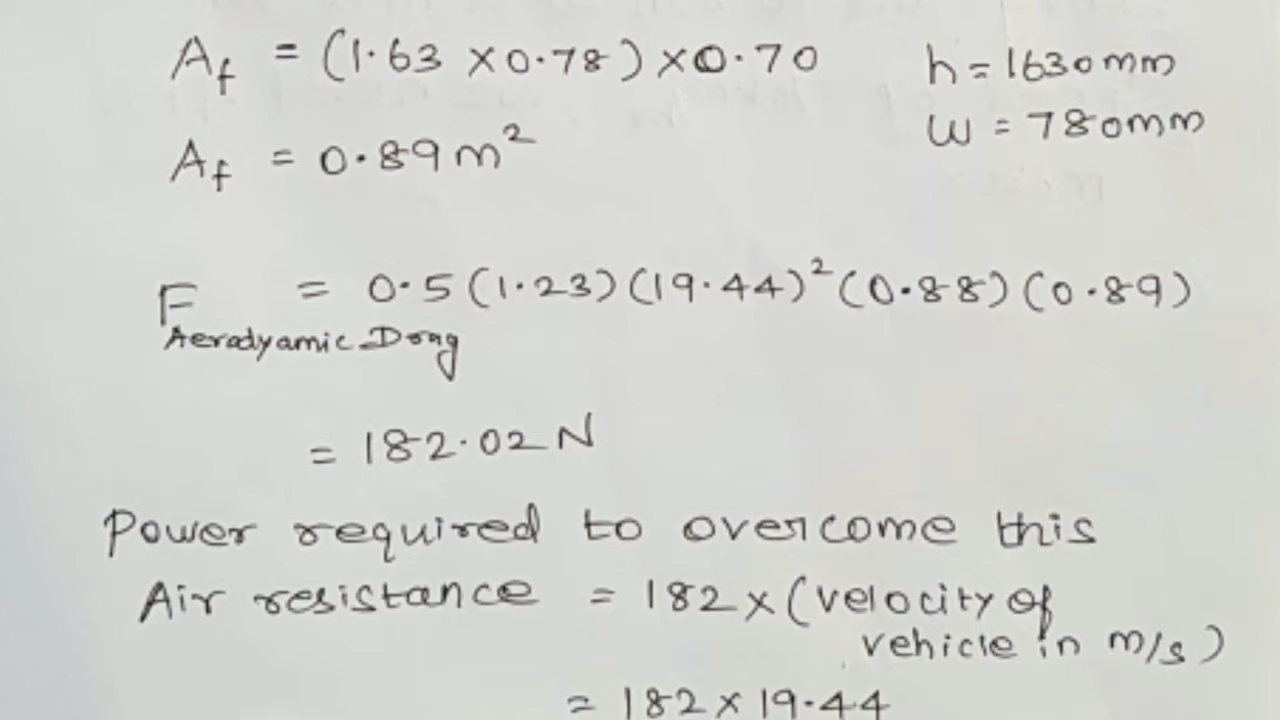 Af = (1.63 x 0.78) x 0.70 h = 1630mm
Af = 0.89 m² w = 780mm
F = 0.5 (1.23) (19.44)² (0.88) (0.89)
Aerodyamic Drag
= 182.02 N
Power required to overcome this
Air resistance = 182 x (velocity of
vehicle in m/s)
= 182 x 19.44